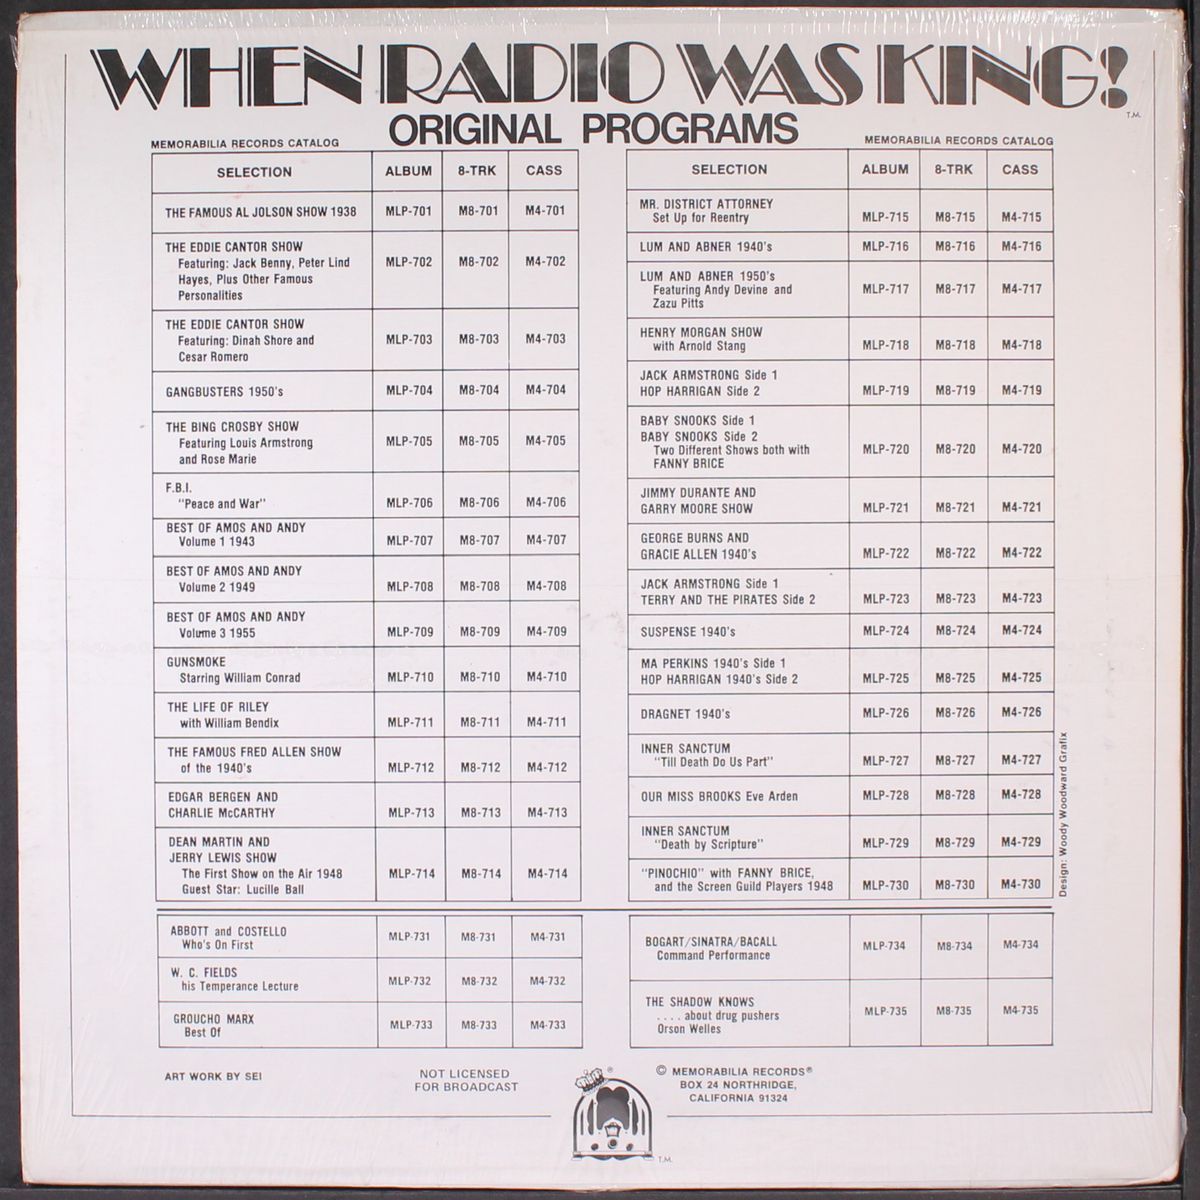 WHEN RADIO WAS KING!
T.M.
ORIGINAL PROGRAMS
MEMORABILIA RECORDS CATALOG
SELECTION ALBUM 8-TRK CASS
THE FAMOUS AL JOLSON SHOW 1938 MLP-701 M8-701 M4-701
THE EDDIE CANTOR SHOW
Featuring: Jack Benny, Peter Lind MLP-702 M8-702 M4-702
Hayes, Plus Other Famous
Personalities
THE EDDIE CANTOR SHOW
Featuring: Dinah Shore and MLP-703 M8-703 M4-703
Cesar Romero
GANGBUSTERS 1950's MLP-704 M8-704 M4-704
THE BING CROSBY SHOW
Featuring Louis Armstrong MLP-705 M8-705 M4-705
and Rose Marie
F.B.I.
"Peace and War" MLP-706 M8-706 M4-706
BEST OF AMOS AND ANDY
Volume 1 1943 MLP-707 M8-707 M4-707
BEST OF AMOS AND ANDY
Volume 2 1949 MLP-708 M8-708 M4-708
BEST OF AMOS AND ANDY
Volume 3 1955 MLP-709 M8-709 M4-709
GUNSMOKE
Starring William Conrad MLP-710 M8-710 M4-710
THE LIFE OF RILEY
with William Bendix MLP-711 M8-711 M4-711
THE FAMOUS FRED ALLEN SHOW
of the 1940's MLP-712 M8-712 M4-712
EDGAR BERGEN AND
CHARLIE McCARTHY MLP-713 M8-713 M4-713
DEAN MARTIN AND
JERRY LEWIS SHOW
The First Show on the Air 1948 MLP-714 M8-714 M4-714
Guest Star: Lucille Ball
ABBOTT and COSTELLO
Who's On First MLP-731 M8-731 M4-731
W. C. FIELDS
his Temperance Lecture MLP-732 M8-732 M4-732
GROUCHO MARX
Best Of MLP-733 M8-733 M4-733
MEMORABILIA RECORDS CATALOG
SELECTION ALBUM 8-TRK CASS
MR. DISTRICT ATTORNEY
Set Up for Reentry MLP-715 M8-715 M4-715
LUM AND ABNER 1940's MLP-716 M8-716 M4-716
LUM AND ABNER 1950's
Featuring Andy Devine and MLP-717 M8-717 M4-717
Zazu Pitts
HENRY MORGAN SHOW
with Arnold Stang MLP-718 M8-718 M4-718
JACK ARMSTRONG Side 1
HOP HARRIGAN Side 2 MLP-719 M8-719 M4-719
BABY SNOOKS Side 1
BABY SNOOKS Side 2
Two Different Shows both with MLP-720 M8-720 M4-720
FANNY BRICE
JIMMY DURANTE AND
GARRY MOORE SHOW MLP-721 M8-721 M4-721
GEORGE BURNS AND
GRACIE ALLEN 1940's MLP-722 M8-722 M4-722
JACK ARMSTRONG Side 1
TERRY AND THE PIRATES Side 2 MLP-723 M8-723 M4-723
SUSPENSE 1940's MLP-724 M8-724 M4-724
MA PERKINS 1940's Side 1
HOP HARRIGAN 1940's Side 2 MLP-725 M8-725 M4-725
DRAGNET 1940's MLP-726 M8-726 M4-726
INNER SANCTUM
"Till Death Do Us Part" MLP-727 M8-727 M4-727
OUR MISS BROOKS Eve Arden MLP-728 M8-728 M4-728
INNER SANCTUM
"Death by Scripture" MLP-729 M8-729 M4-729
"PINOCHIO" with FANNY BRICE,
and the Screen Guild Players 1948 MLP-730 M8-730 M4-730
BOGART/SINATRA/BACALL
Command Performance MLP-734 M8-734 M4-734
THE SHADOW KNOWS
. . . . about drug pushers MLP-735 M8-735 M4-735
Orson Welles
Design: Woody Woodward Grafix
ART WORK BY SEI
NOT LICENSED
FOR BROADCAST
®
T.M.
© MEMORABILIA RECORDS®
BOX 24 NORTHRIDGE,
CALIFORNIA 91324